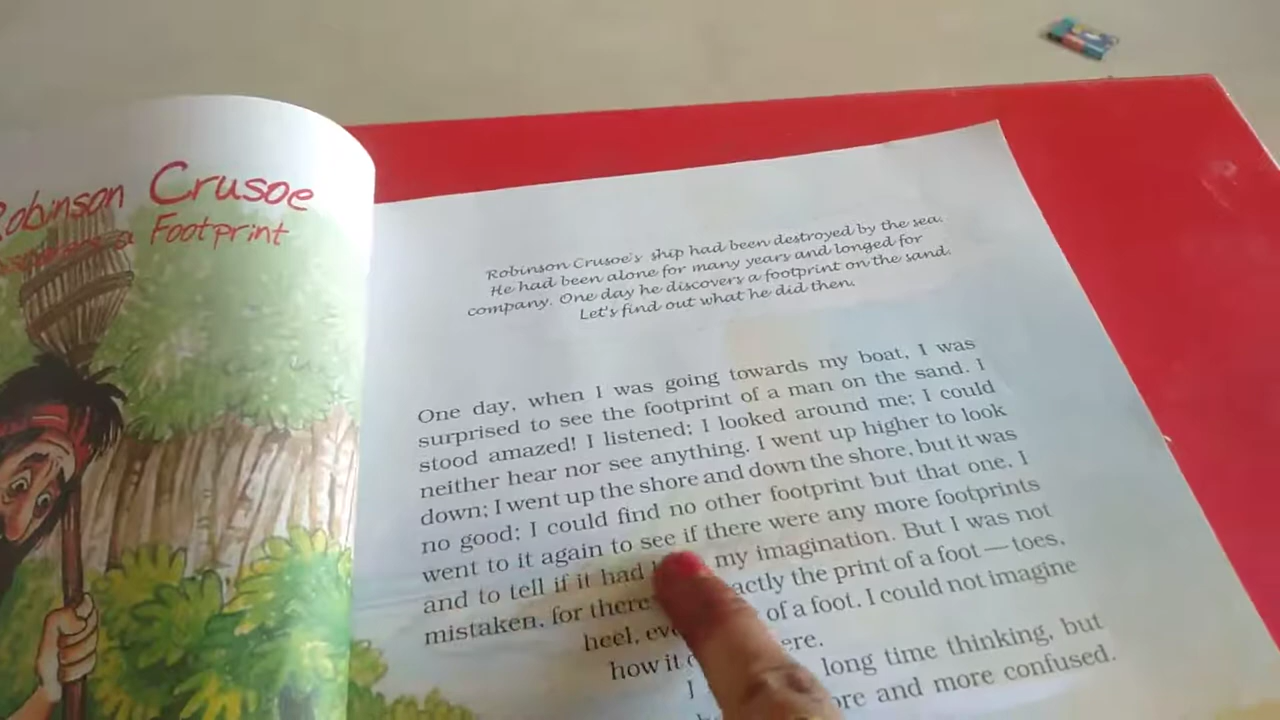 Robinson Crusoe
a Footprint
Robinson Crusoe's ship had been destroyed by the sea.
He had been alone for many years and longed for
company. One day he discovers a footprint on the sand.
Let's find out what he did then.
One day, when I was going towards my boat, I was
surprised to see the footprint of a man on the sand. I
stood amazed! I listened; I looked around me; I could
neither hear nor see anything. I went up higher to look
down; I went up the shore and down the shore, but it was
no good; I could find no other footprint but that one. I
went to it again to see if there were any more footprints
and to tell if it had my imagination. But I was not
mistaken, for there the print of a foot — toes,
heel, of a foot. I could not imagine
how it
I long time thinking, but
and more confused.